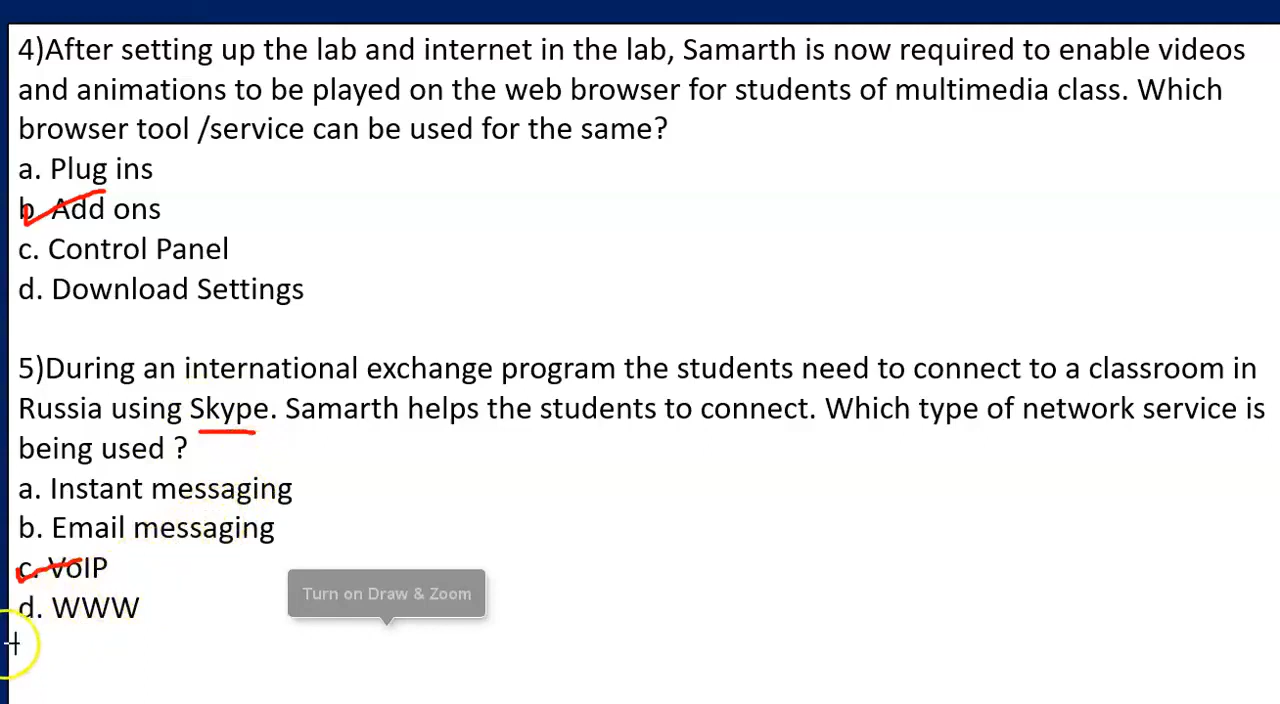 4)After setting up the lab and internet in the lab, Samarth is now required to enable videos
and animations to be played on the web browser for students of multimedia class. Which
browser tool /service can be used for the same?
a. Plug ins
b. Add ons
c. Control Panel
d. Download Settings
5)During an international exchange program the students need to connect to a classroom in
Russia using Skype. Samarth helps the students to connect. Which type of network service is
being used ?
a. Instant messaging
b. Email messaging
c. VoIP
Turn on Draw & Zoom
d. WWW